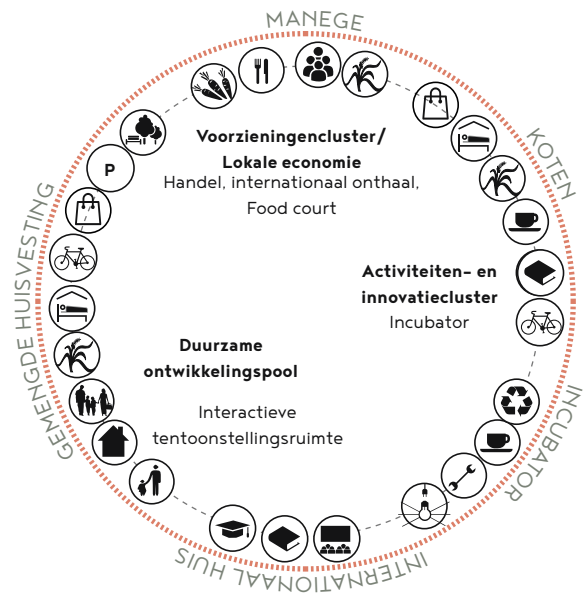 MANEGE
KOTEN
Voorzieningencluster/
Lokale economie
Handel, internationaal onthaal,
Food court
P
GEMENGDE HUISVESTING
Activiteiten- en
innovatiecluster
Incubator
Duurzame
ontwikkelingspool
Interactieve
tentoonstellingsruimte
INCUBATOR
INTERNATIONAAL HUIS